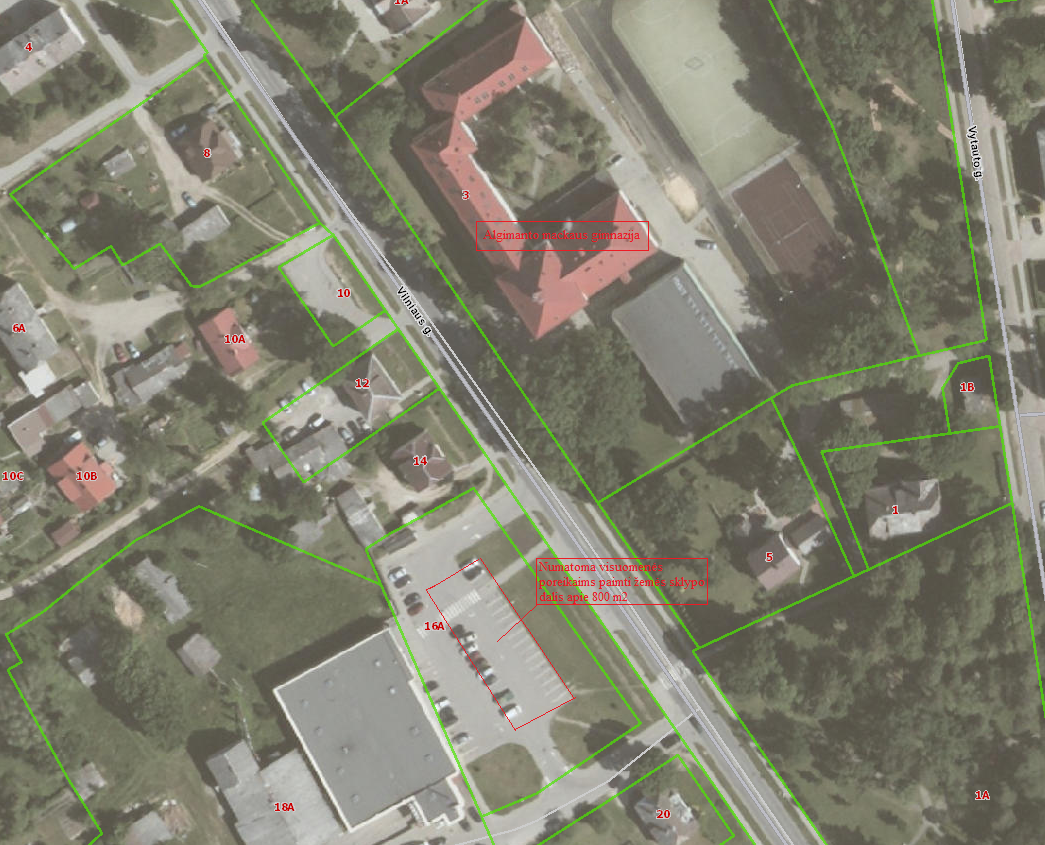 1A
4
8
3
Vytauto g.
Algimanto mackaus gimnazija
6A
10
10A
Vilniaus g.
12
1B
10C
10B
14
1
5
Numatoma visuomenės
poreikaims paimti žemės sklypo
dalis apie 800 m2
16A
18A
20
1A